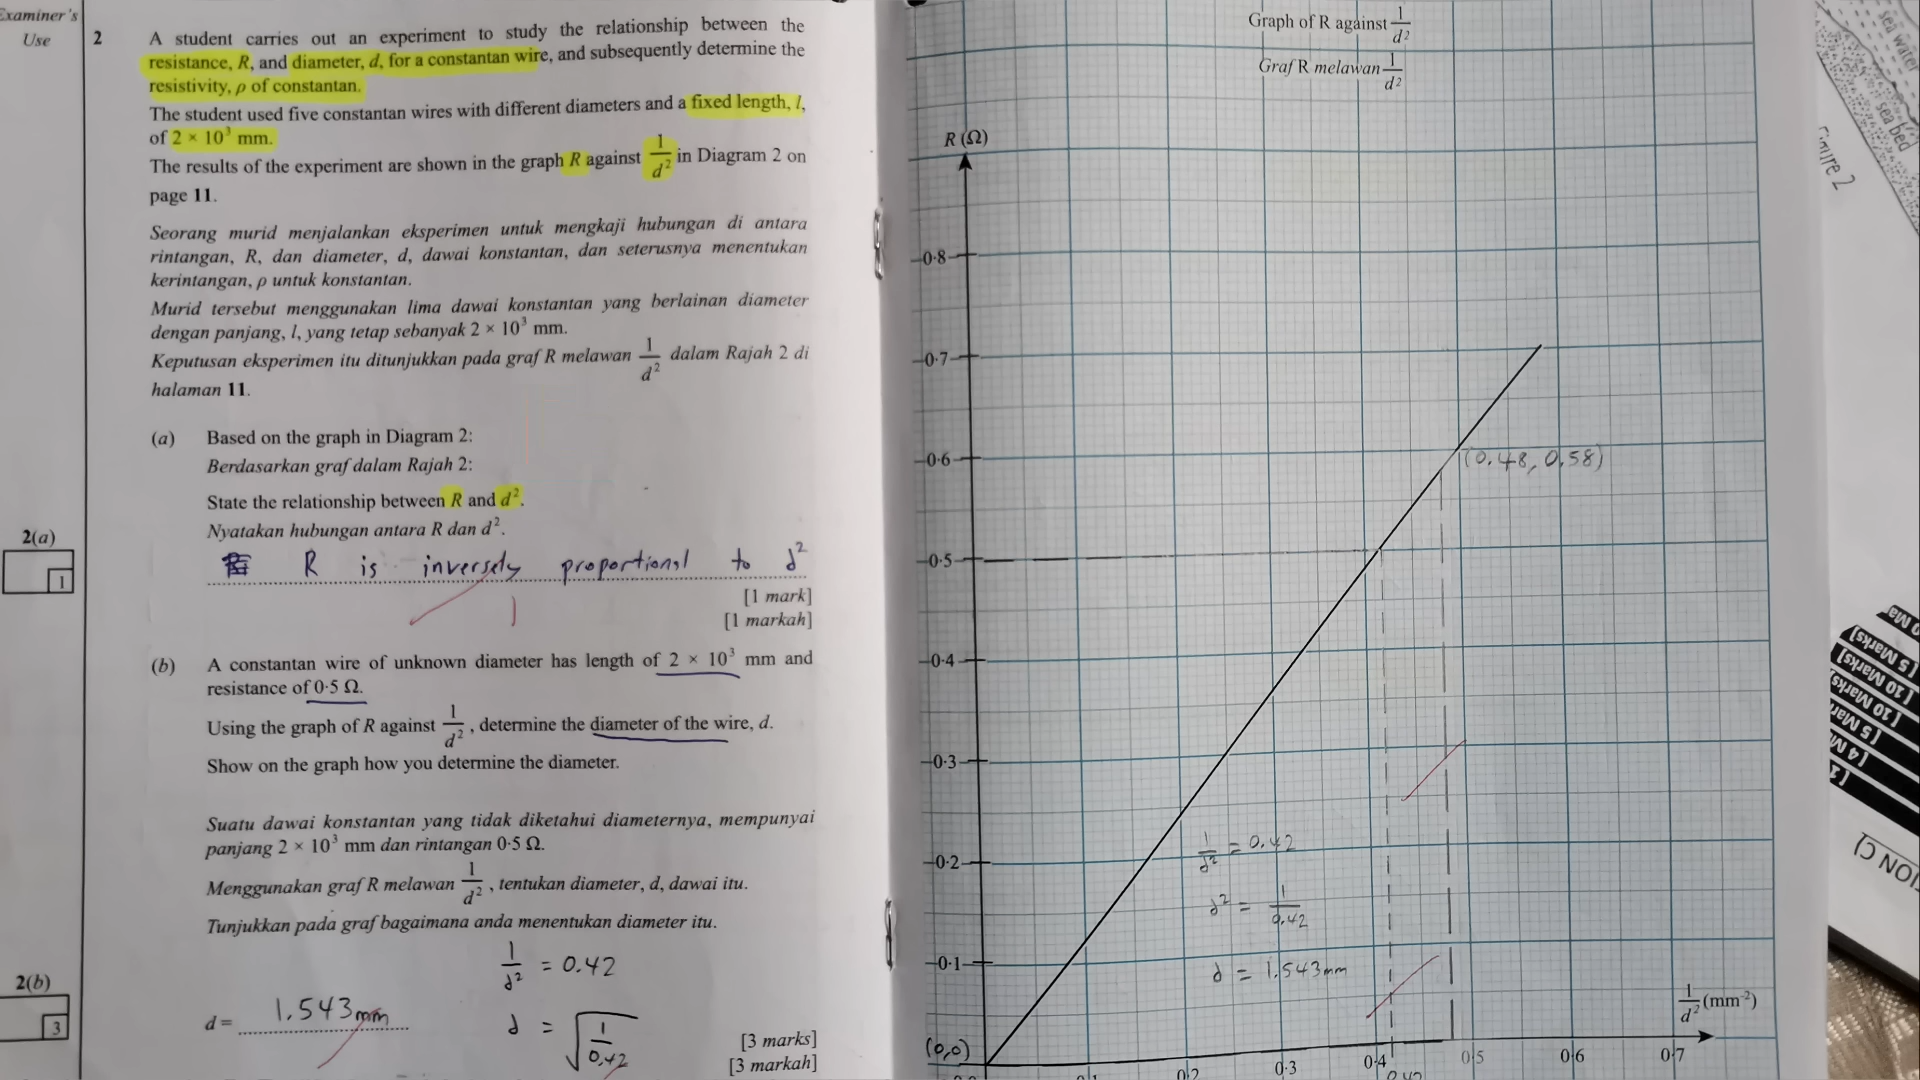 Examiner's
Use
2
A student carries out an experiment to study the relationship between the
resistance, R, and diameter, d, for a constantan wire, and subsequently determine the
resistivity, ρ of constantan.
The student used five constantan wires with different diameters and a fixed length, l,
of 2 × 10³ mm.
The results of the experiment are shown in the graph R against 1/d² in Diagram 2 on
page 11.
Seorang murid menjalankan eksperimen untuk mengkaji hubungan di antara
rintangan, R, dan diameter, d, dawai konstantan, dan seterusnya menentukan
kerintangan, ρ untuk konstantan.
Murid tersebut menggunakan lima dawai konstantan yang berlainan diameter
dengan panjang, l, yang tetap sebanyak 2 × 10³ mm.
Keputusan eksperimen itu ditunjukkan pada graf R melawan 1/d² dalam Rajah 2 di
halaman 11.
(a) Based on the graph in Diagram 2:
Berdasarkan graf dalam Rajah 2:
State the relationship between R and d².
Nyatakan hubungan antara R dan d².
2(a)
1
R is inversely proportional to d²
1
[1 mark]
[1 markah]
(b) A constantan wire of unknown diameter has length of 2 × 10³ mm and
resistance of 0·5 Ω.
Using the graph of R against 1/d², determine the diameter of the wire, d.
Show on the graph how you determine the diameter.
Suatu dawai konstantan yang tidak diketahui diameternya, mempunyai
panjang 2 × 10³ mm dan rintangan 0·5 Ω.
Menggunakan graf R melawan 1/d², tentukan diameter, d, dawai itu.
Tunjukkan pada graf bagaimana anda menentukan diameter itu.
1/d² = 0.42
2(b)
3
d = 1.543mm
d = √1/0.42
[3 marks]
[3 markah]
Graph of R against 1/d²
Graf R melawan 1/d²
R (Ω)
0·8
0·7
0·6
(0.48, 0.58)
0·5
0·4
0·3
0·2
1/d² = 0.42
d² = 1/0.42
0·1
d = 1.543mm
1/d² (mm⁻²)
(0,0)
0·2 0·3 0·4 0·5 0·6 0·7
0.42
sea water
sea bed
[5 Marks]
[10 Marks]
[10 Marks]